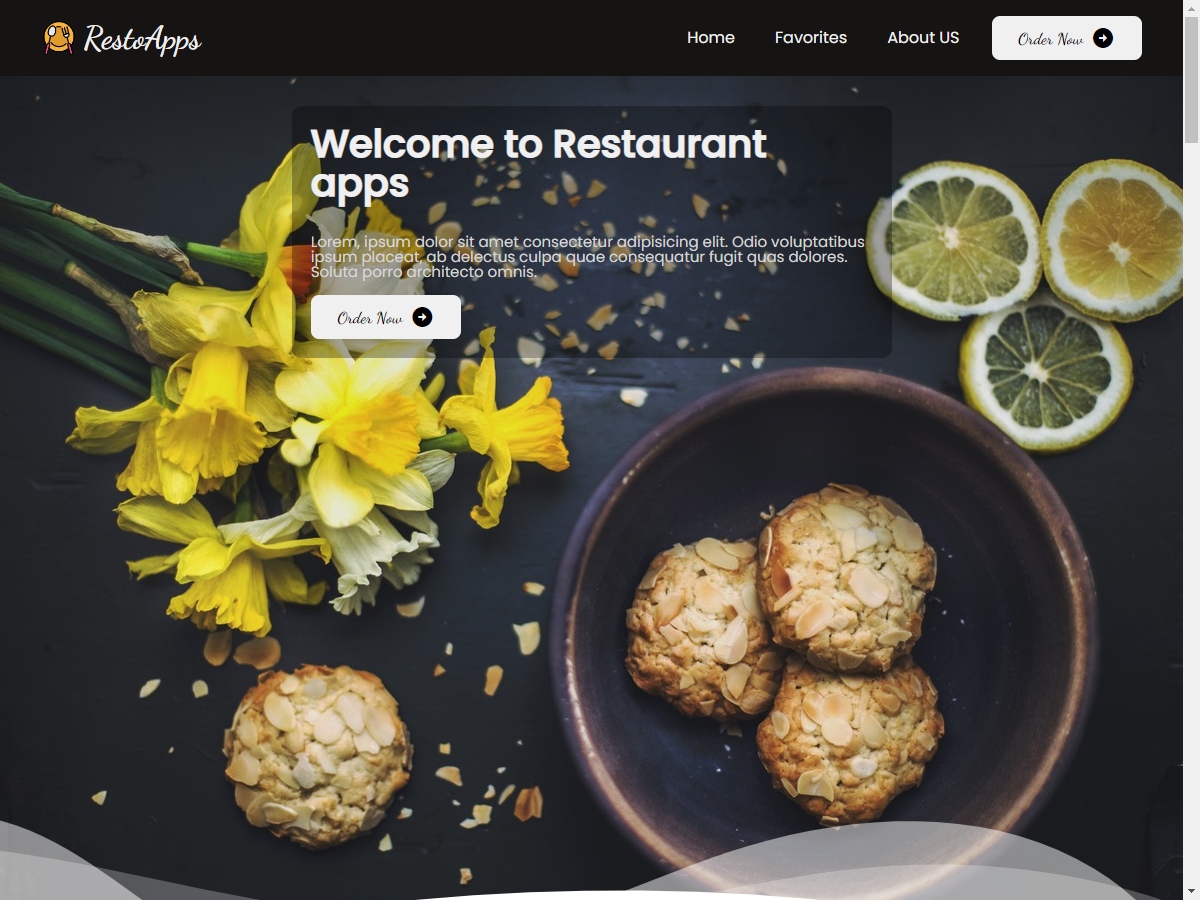 RestoApps
Home
Favorites
About US
Order Now
Welcome to Restaurant
apps
Lorem, ipsum dolor sit amet consectetur adipisicing elit. Odio voluptatibus
ipsum placeat, ab delectus culpa quae consequatur fugit quas dolores.
Soluta porro architecto omnis.
Order Now